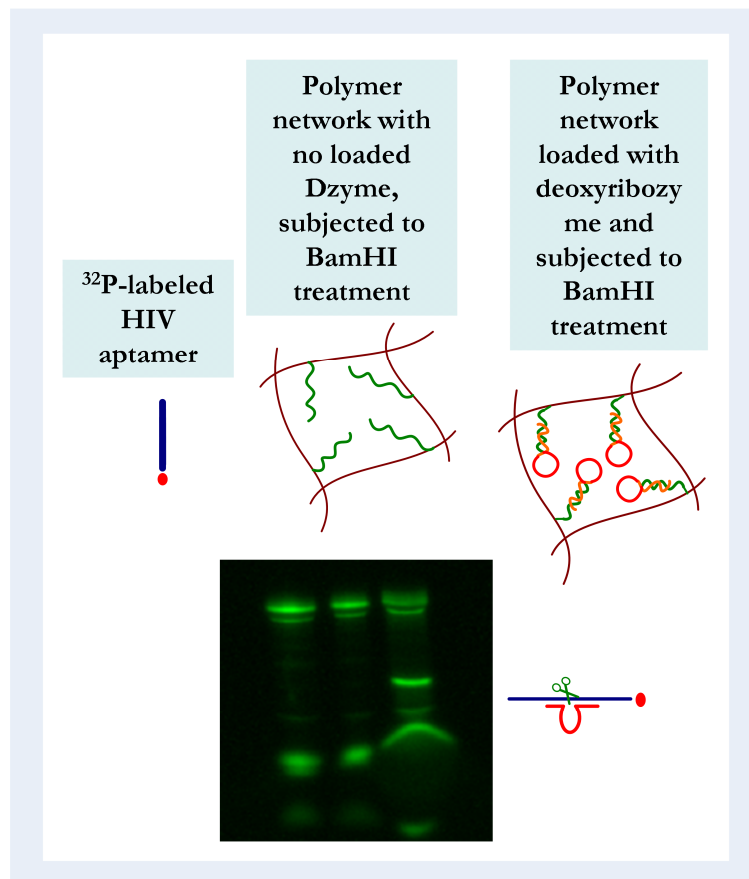 Polymer
network with
no loaded
Dzyme,
subjected to
BamHI
treatment
Polymer
network
loaded with
deoxyribozy
me and
subjected to
BamHI
treatment
³²P-labeled
HIV
aptamer